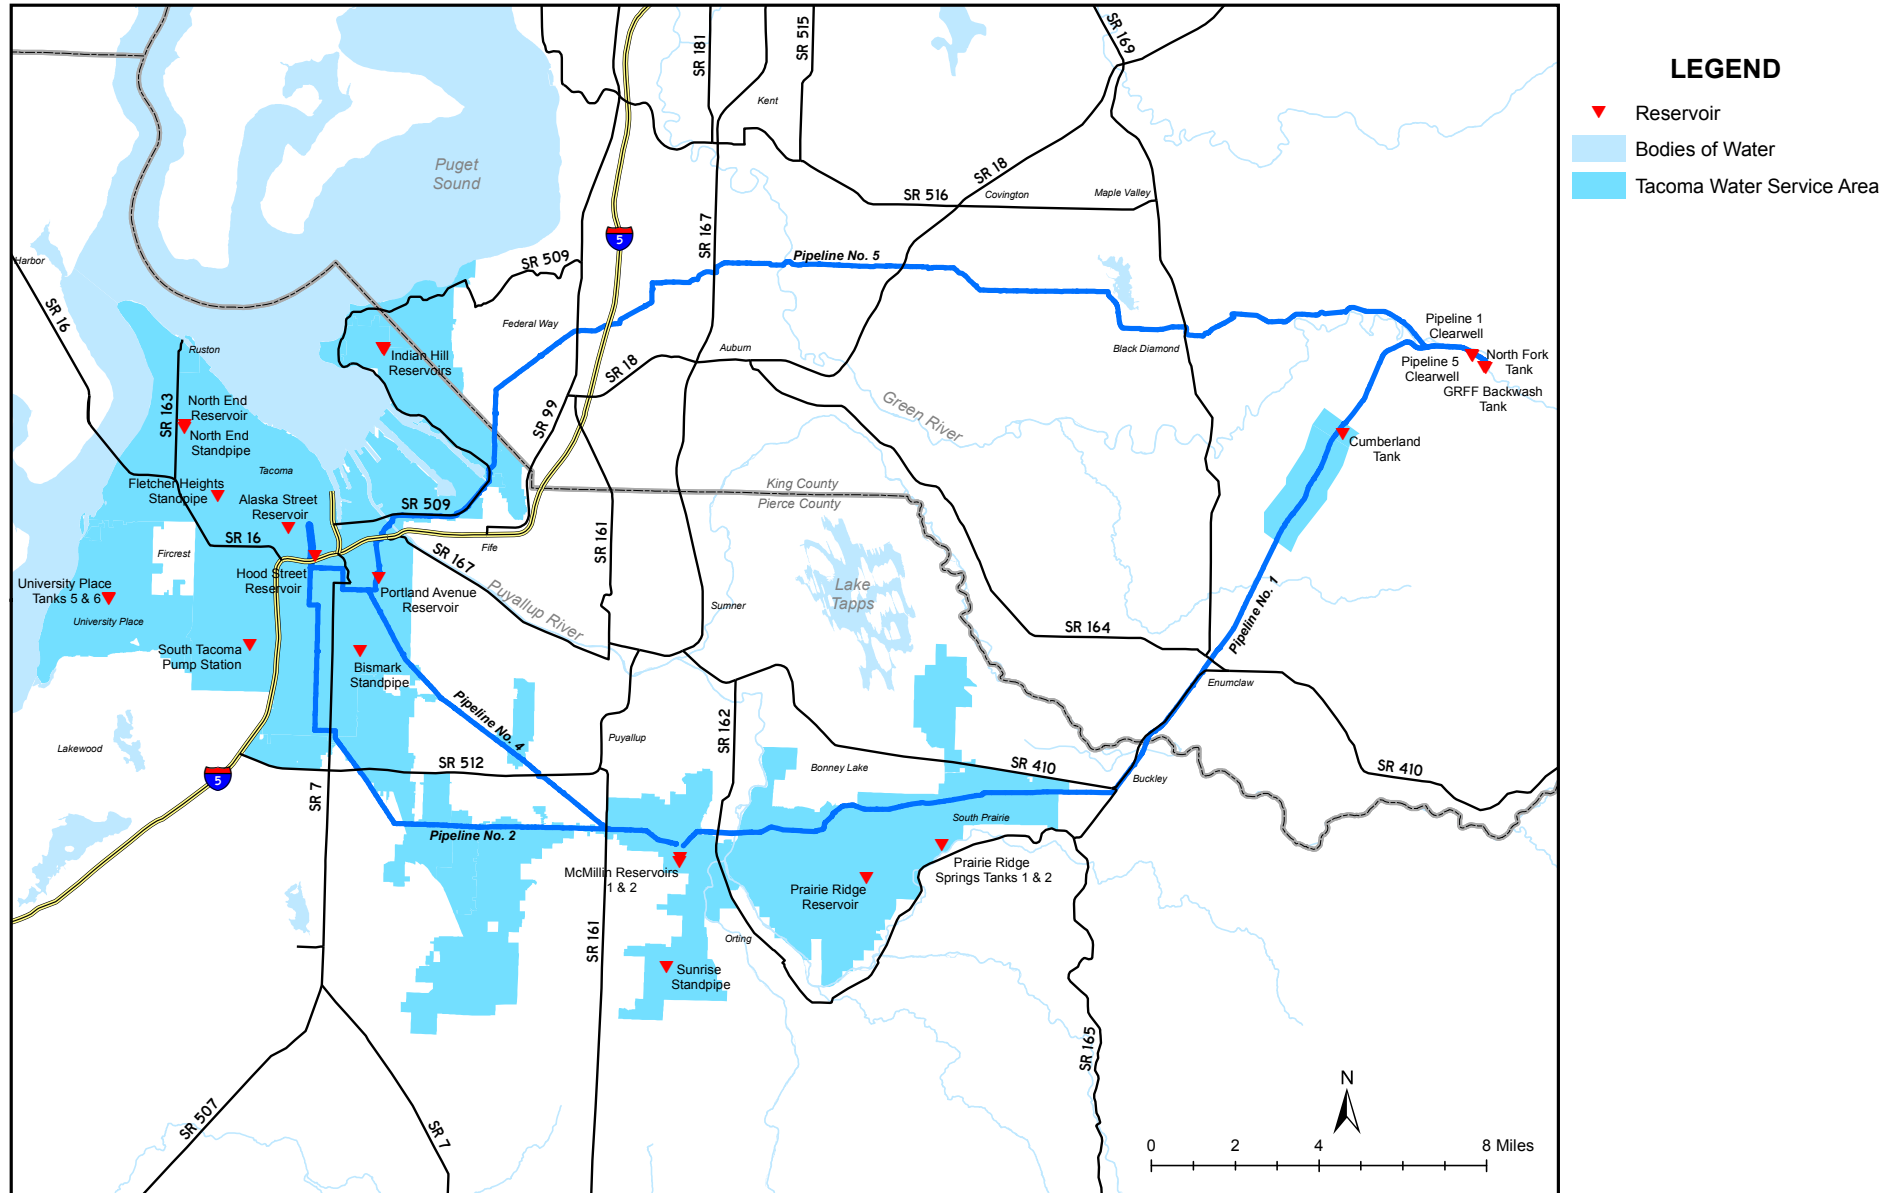 LEGEND
Reservoir
Bodies of Water
Tacoma Water Service Area
SR 181
SR 515
SR 169
Kent
Puget
Sound
SR 18
SR 516
Covington
Maple Valley
SR 167
5
Harbor
SR 509
Pipeline No. 5
SR 16
Federal Way
Ruston
Indian Hill
Reservoirs
Auburn
Black Diamond
Pipeline 1
Clearwell
North Fork
Tank
Pipeline 5
Clearwell
GRFF Backwash
Tank
SR 18
SR 163
North End
Reservoir
North End
Standpipe
SR 99
Green River
Cumberland
Tank
Tacoma
Fletcher Heights
Standpipe
Alaska Street
Reservoir
SR 509
King County
Pierce County
SR 16
Fircrest
Fife
SR 161
SR 167
Hood Street
Reservoir
University Place
Tanks 5 & 6
Portland Avenue
Reservoir
Puyallup River
Sumner
Lake
Tapps
University Place
SR 164
Pipeline No. 1
South Tacoma
Pump Station
Bismark
Standpipe
Enumclaw
Pipeline No. 4
SR 162
Lakewood
Puyallup
SR 512
Bonney Lake
SR 410
SR 410
Buckley
5
SR 7
Pipeline No. 2
South Prairie
McMillin Reservoirs
1 & 2
Prairie Ridge
Springs Tanks 1 & 2
Prairie Ridge
Reservoir
SR 161
Orting
Sunrise
Standpipe
SR 165
SR 507
SR 7
N
0
2
4
8 Miles